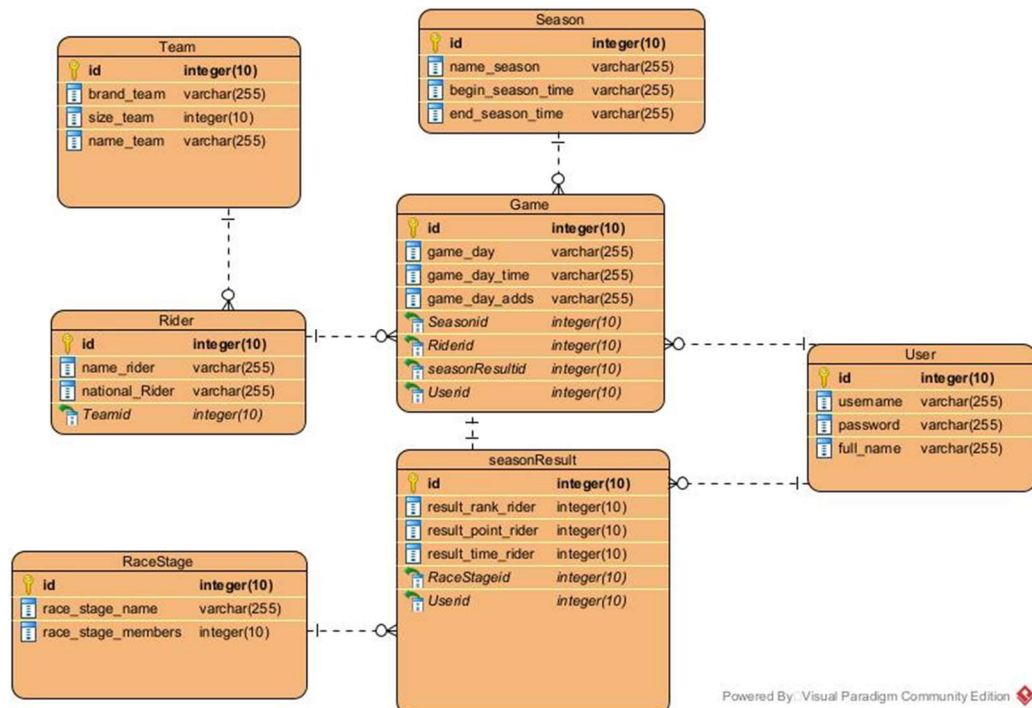 Team
id integer(10)
brand_team varchar(255)
size_team integer(10)
name_team varchar(255)
Season
id integer(10)
name_season varchar(255)
begin_season_time varchar(255)
end_season_time varchar(255)
Game
id integer(10)
game_day varchar(255)
game_day_time varchar(255)
game_day_adds varchar(255)
Seasonid integer(10)
Riderid integer(10)
seasonResultid integer(10)
Userid integer(10)
Rider
id integer(10)
name_rider varchar(255)
national_Rider varchar(255)
Teamid integer(10)
User
id integer(10)
username varchar(255)
password varchar(255)
full_name varchar(255)
seasonResult
id integer(10)
result_rank_rider integer(10)
result_point_rider integer(10)
result_time_rider integer(10)
RaceStageid integer(10)
Userid integer(10)
RaceStage
id integer(10)
race_stage_name varchar(255)
race_stage_members integer(10)
Powered By Visual Paradigm Community Edition